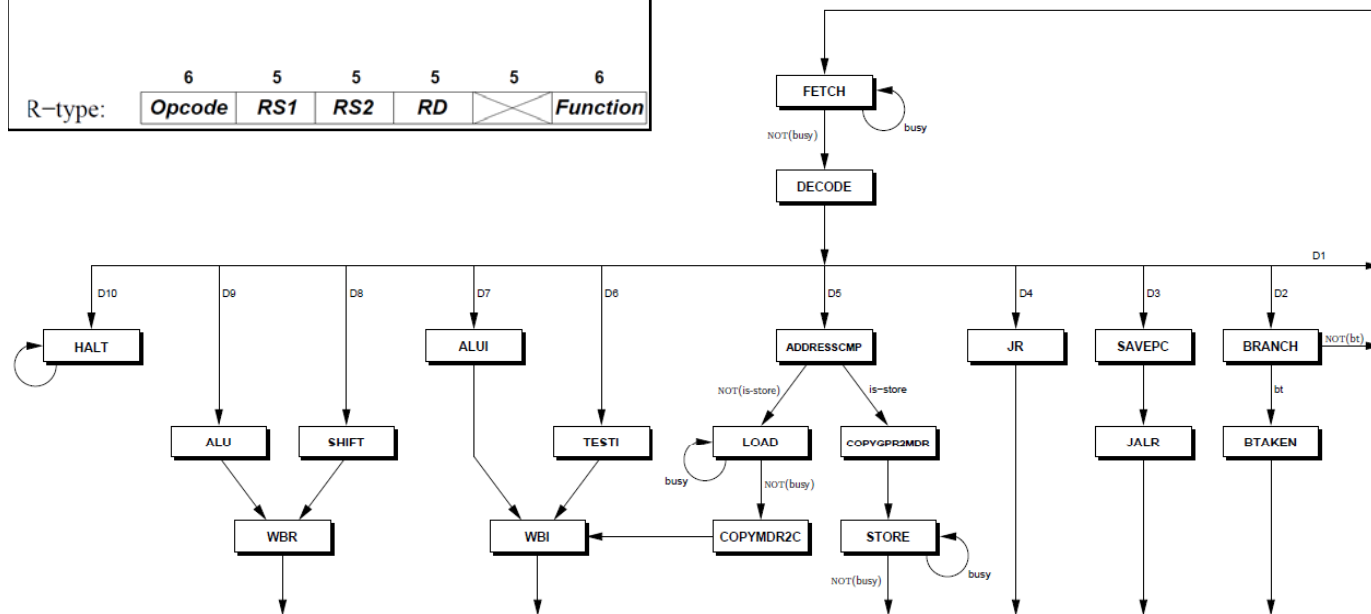 6 5 5 5 5 6
R-type: Opcode RS1 RS2 RD Function
FETCH
busy
NOT(busy)
DECODE
D1
D10 D9 D8 D7 D6 D5 D4 D3 D2
HALT ALUI ADDRESSCMP JR SAVEPC BRANCH NOT(bt)
NOT(is-store) is-store bt
ALU SHIFT TESTI LOAD COPYGPR2MDR JALR BTAKEN
busy NOT(busy)
WBR WBI COPYMDR2C STORE
busy
NOT(busy)